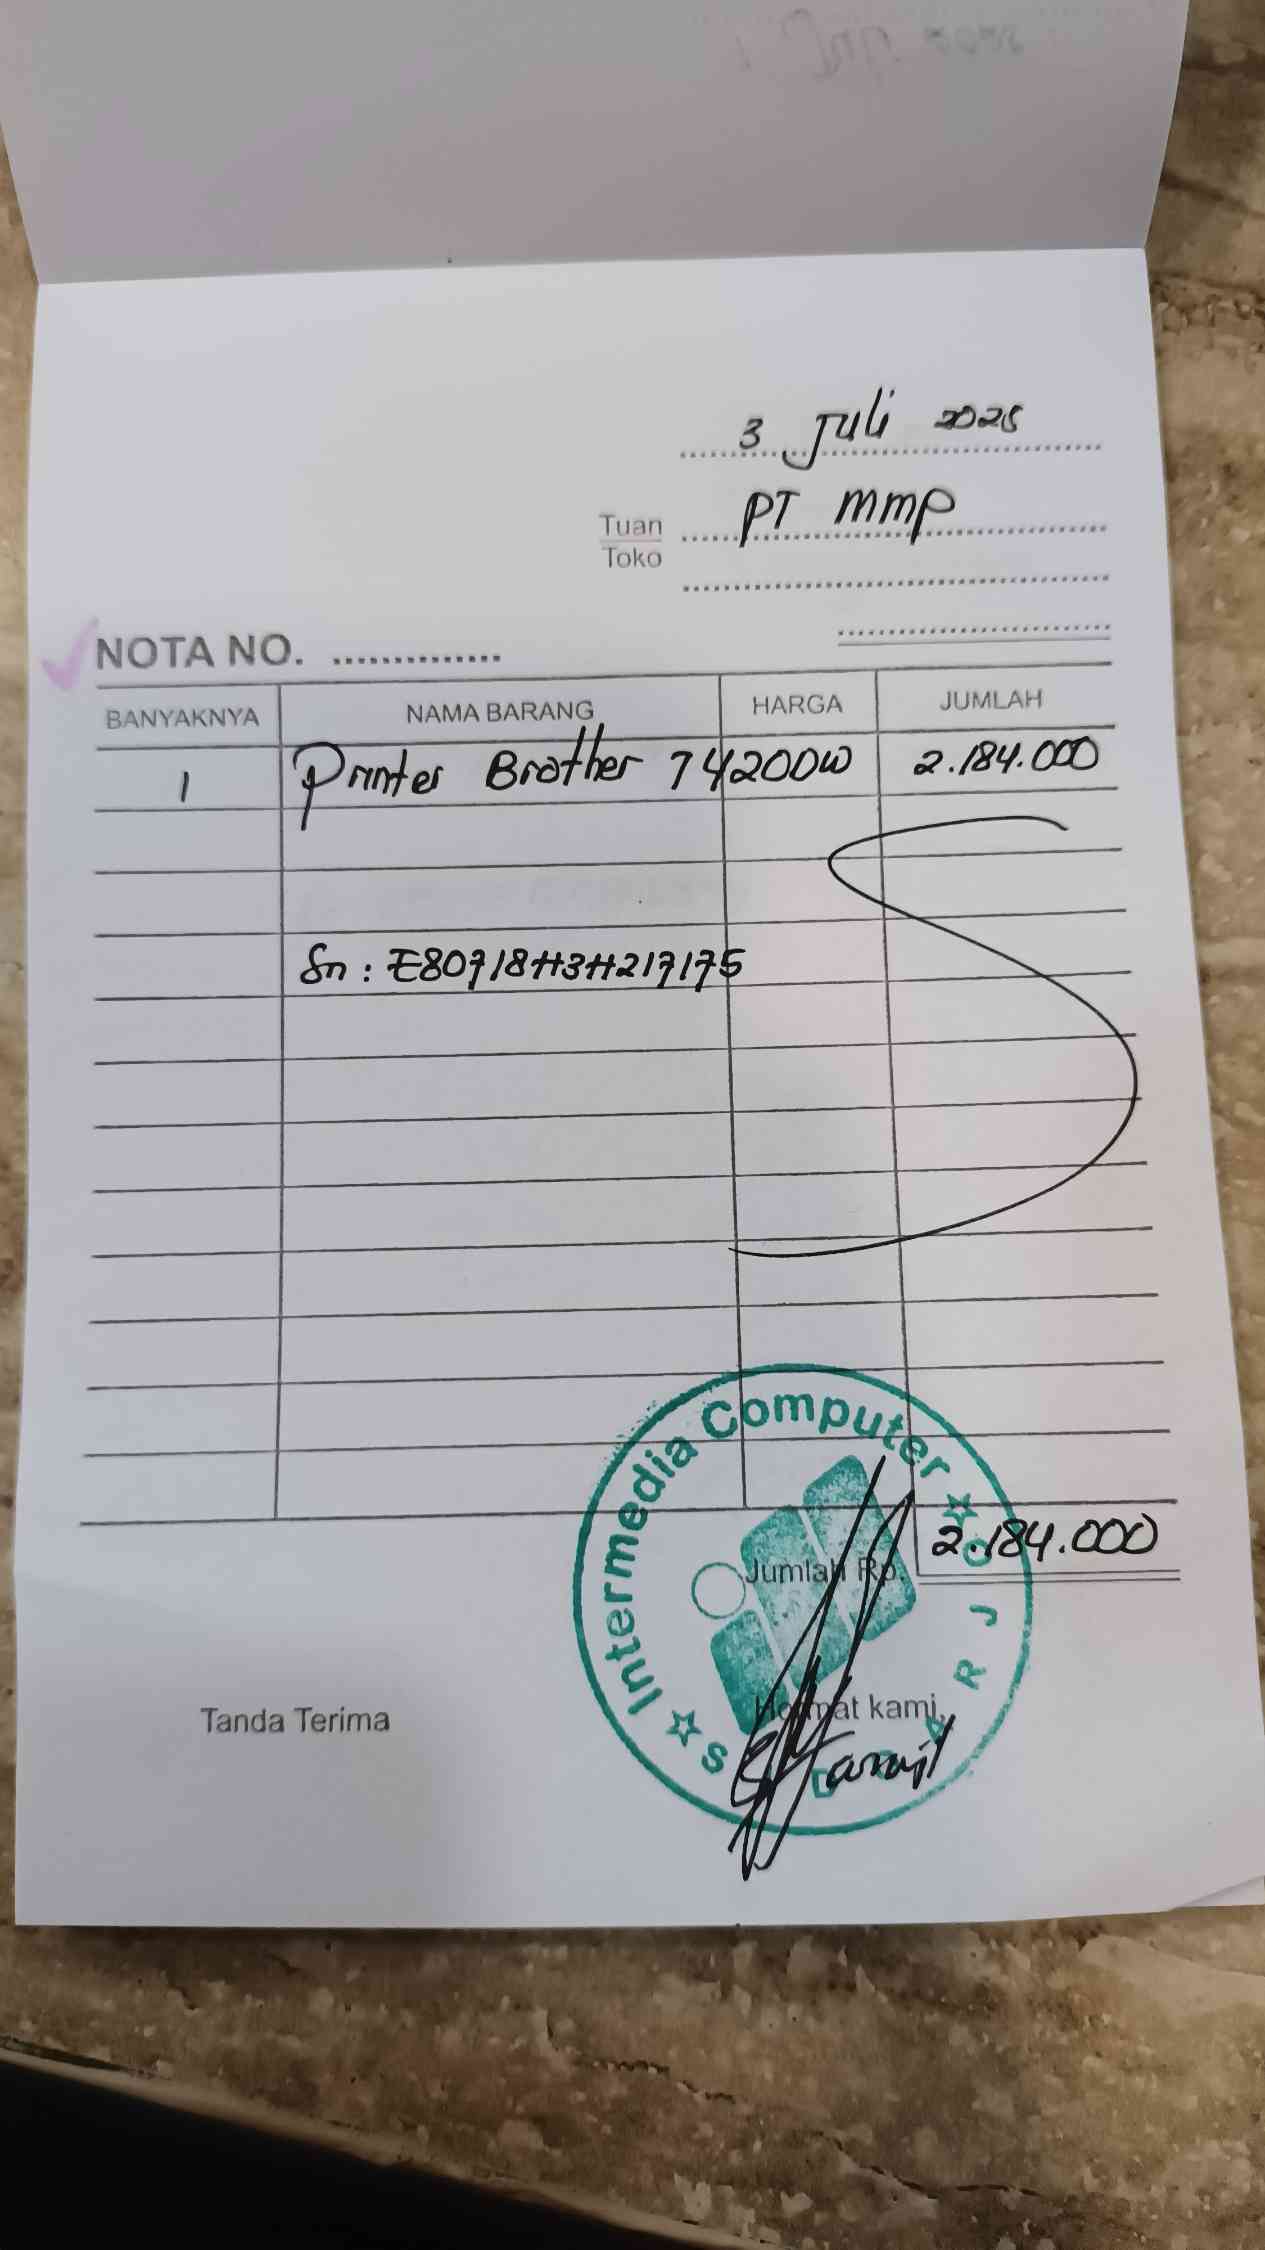 3 Juli 2025
PT MMP
Tuan
Toko
NOTA NO. ..............
BANYAKNYA NAMA BARANG HARGA JUMLAH
1 Printer Brother T4200W 2.184.000
Sn : E80718H3H217175
Jumlah Rp. 2.184.000
Tanda Terima Hormat kami,
Intermedia Computer
SIDOARJO